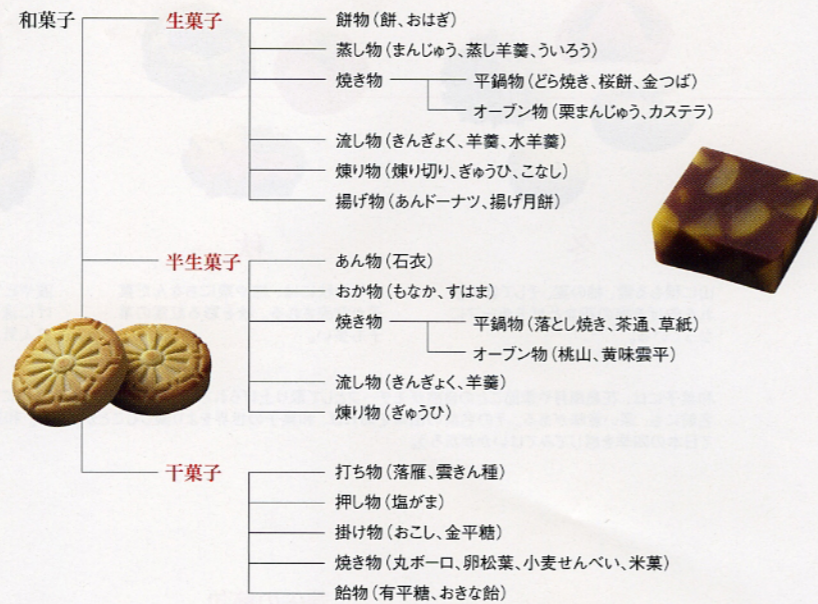 和菓子
生菓子
餅物（餅、おはぎ）
蒸し物（まんじゅう、蒸し羊羹、ういろう）
焼き物
平鍋物（どら焼き、桜餅、金つば）
オーブン物（栗まんじゅう、カステラ）
流し物（きんぎょく、羊羹、水羊羹）
煉り物（煉り切り、ぎゅうひ、こなし）
揚げ物（あんドーナツ、揚げ月餅）
半生菓子
あん物（石衣）
おか物（もなか、すはま）
焼き物
平鍋物（落とし焼き、茶通、草紙）
オーブン物（桃山、黄味雲平）
流し物（きんぎょく、羊羹）
煉り物（ぎゅうひ）
干菓子
打ち物（落雁、雲きん種）
押し物（塩がま）
掛け物（おこし、金平糖）
焼き物（丸ボーロ、卵松葉、小麦せんべい、米菓）
飴物（有平糖、おきな飴）